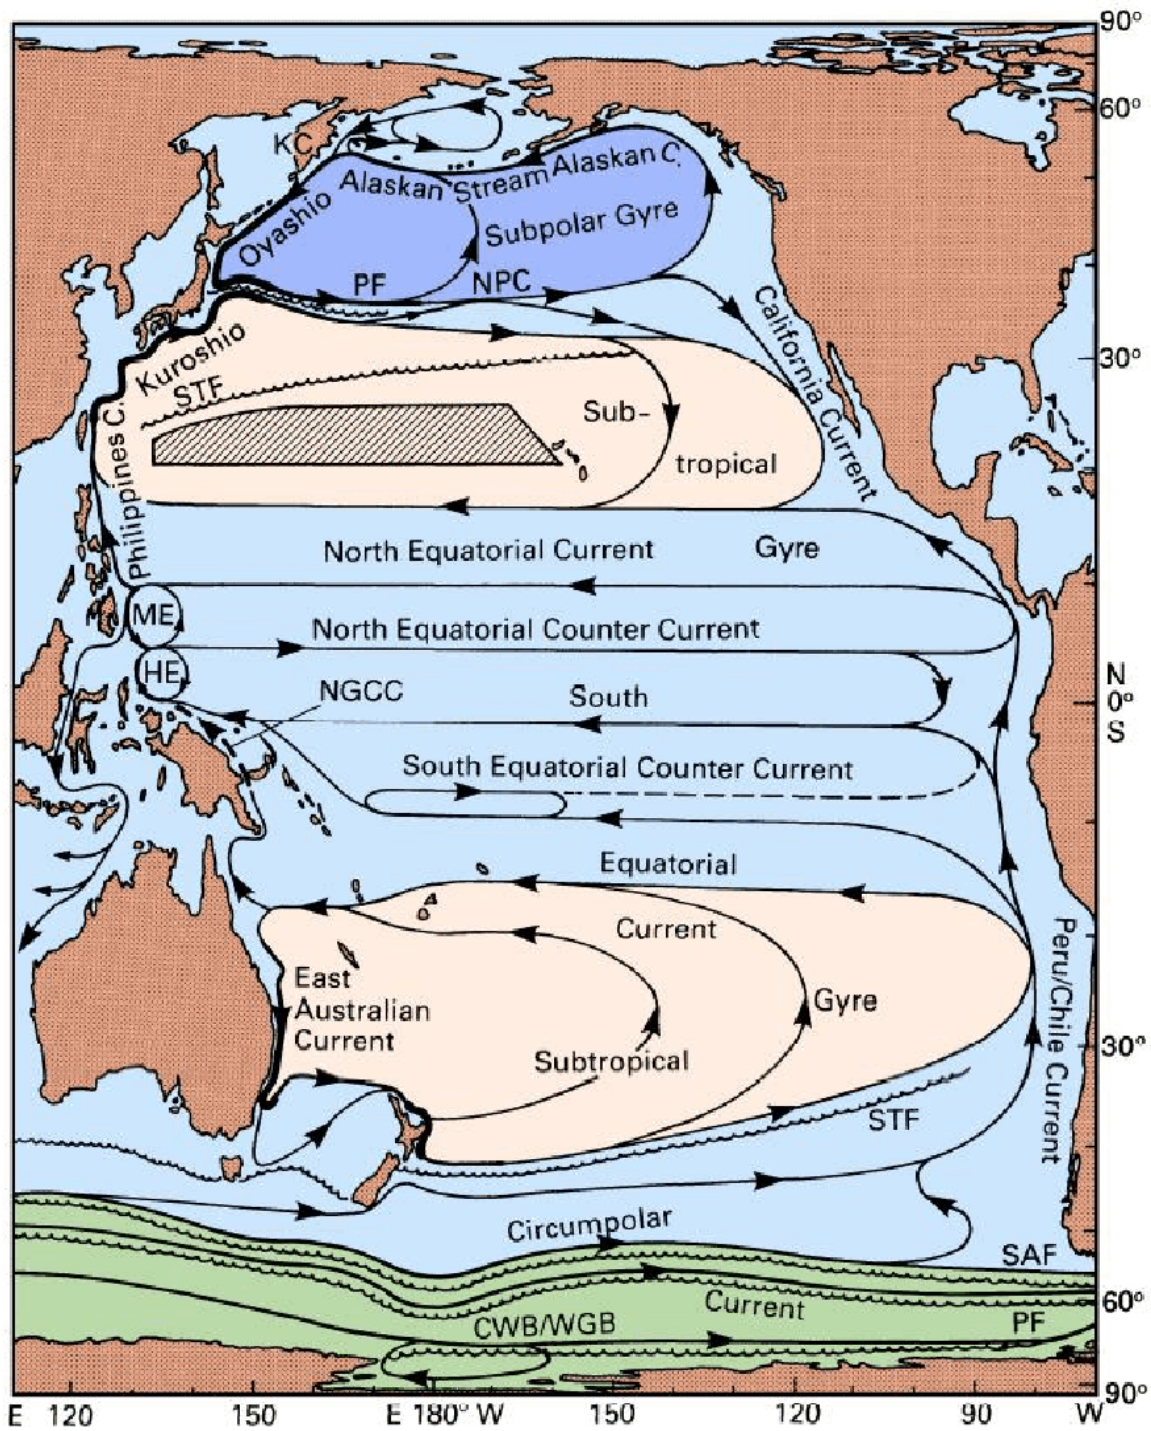 90°
60°
KC
Alaskan Stream
Alaskan C.
Oyashio
Subpolar Gyre
PF
NPC
California Current
30°
Kuroshio
STF
Philippines C.
Sub-
tropical
North Equatorial Current
Gyre
ME
North Equatorial Counter Current
HE
NGCC
South
N
0°
S
South Equatorial Counter Current
Equatorial
Current
Peru/Chile Current
East
Australian
Current
Gyre
Subtropical
30°
STF
Circumpolar
SAF
Current
60°
CWB/WGB
PF
90°
E 120 150 E 180° W 150 120 90 W